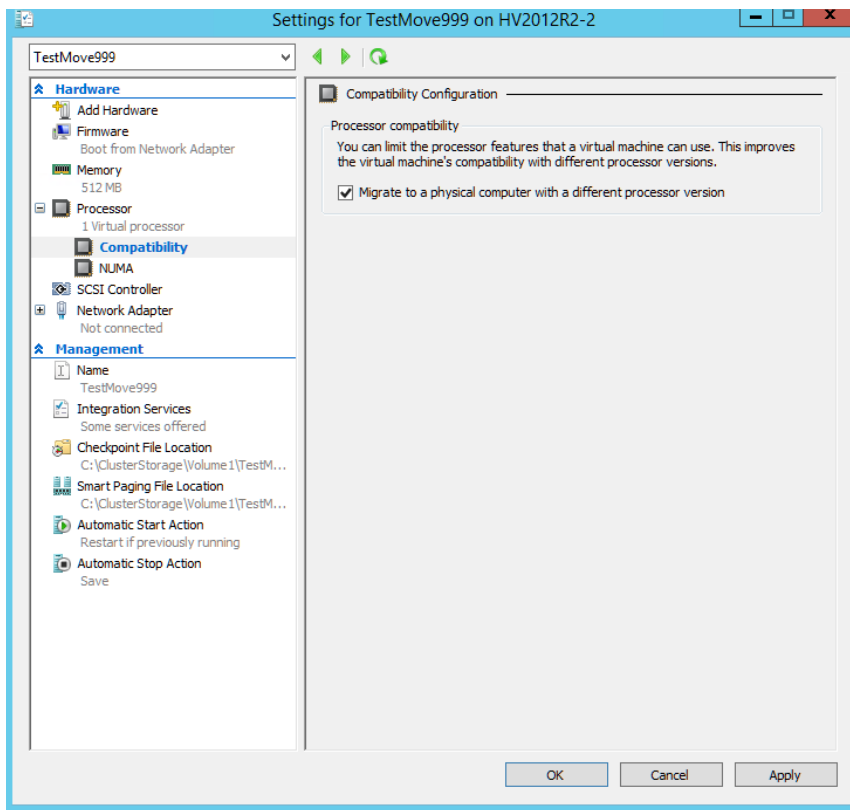 Settings for TestMove999 on HV2012R2-2
TestMove999
Hardware
Add Hardware
Firmware
Boot from Network Adapter
Memory
512 MB
Processor
1 Virtual processor
Compatibility
NUMA
SCSI Controller
Network Adapter
Not connected
Management
Name
TestMove999
Integration Services
Some services offered
Checkpoint File Location
C:\ClusterStorage\Volume1\TestM...
Smart Paging File Location
C:\ClusterStorage\Volume1\TestM...
Automatic Start Action
Restart if previously running
Automatic Stop Action
Save
Compatibility Configuration
Processor compatibility
You can limit the processor features that a virtual machine can use. This improves
the virtual machine's compatibility with different processor versions.
Migrate to a physical computer with a different processor version
OK
Cancel
Apply